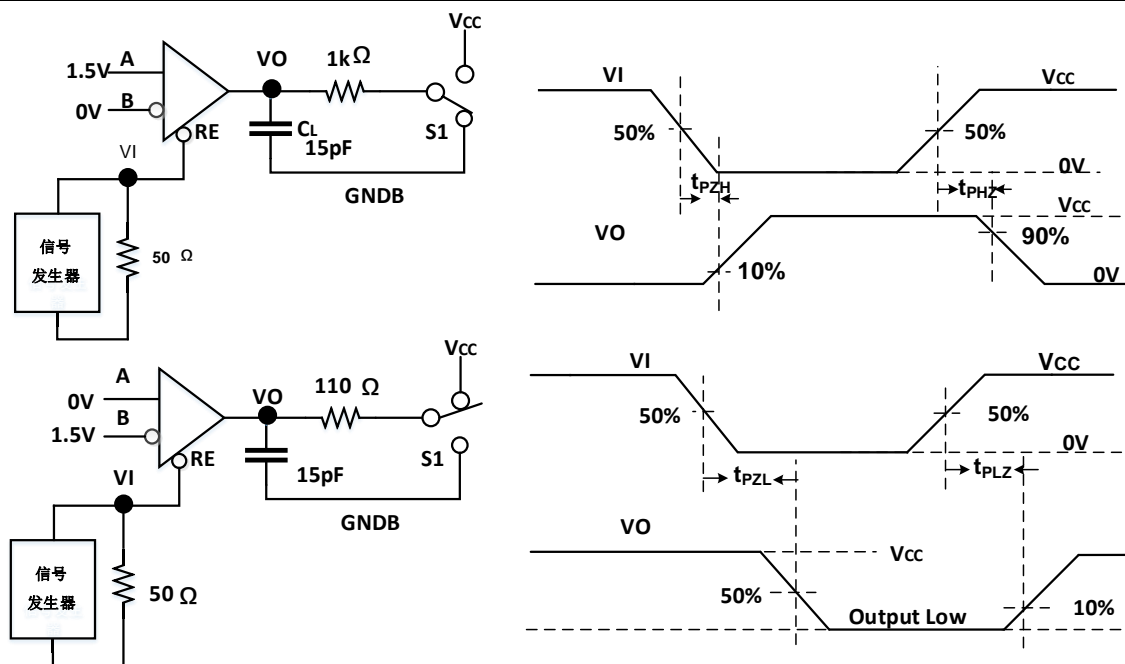 Vcc
1.5V
A
VO
1kΩ
0V
B
RE
CL
15pF
S1
VI
GNDB
信号
发生器
50 Ω
VI
Vcc
50%
50%
0V
tPZH
tPHZ
Vcc
VO
90%
10%
0V
Vcc
A
VO
110 Ω
0V
B
1.5V
RE
15pF
S1
VI
GNDB
信号
发生器
50 Ω
VI
Vcc
50%
50%
0V
tPZL
tPLZ
VO
Vcc
50%
Output Low
10%